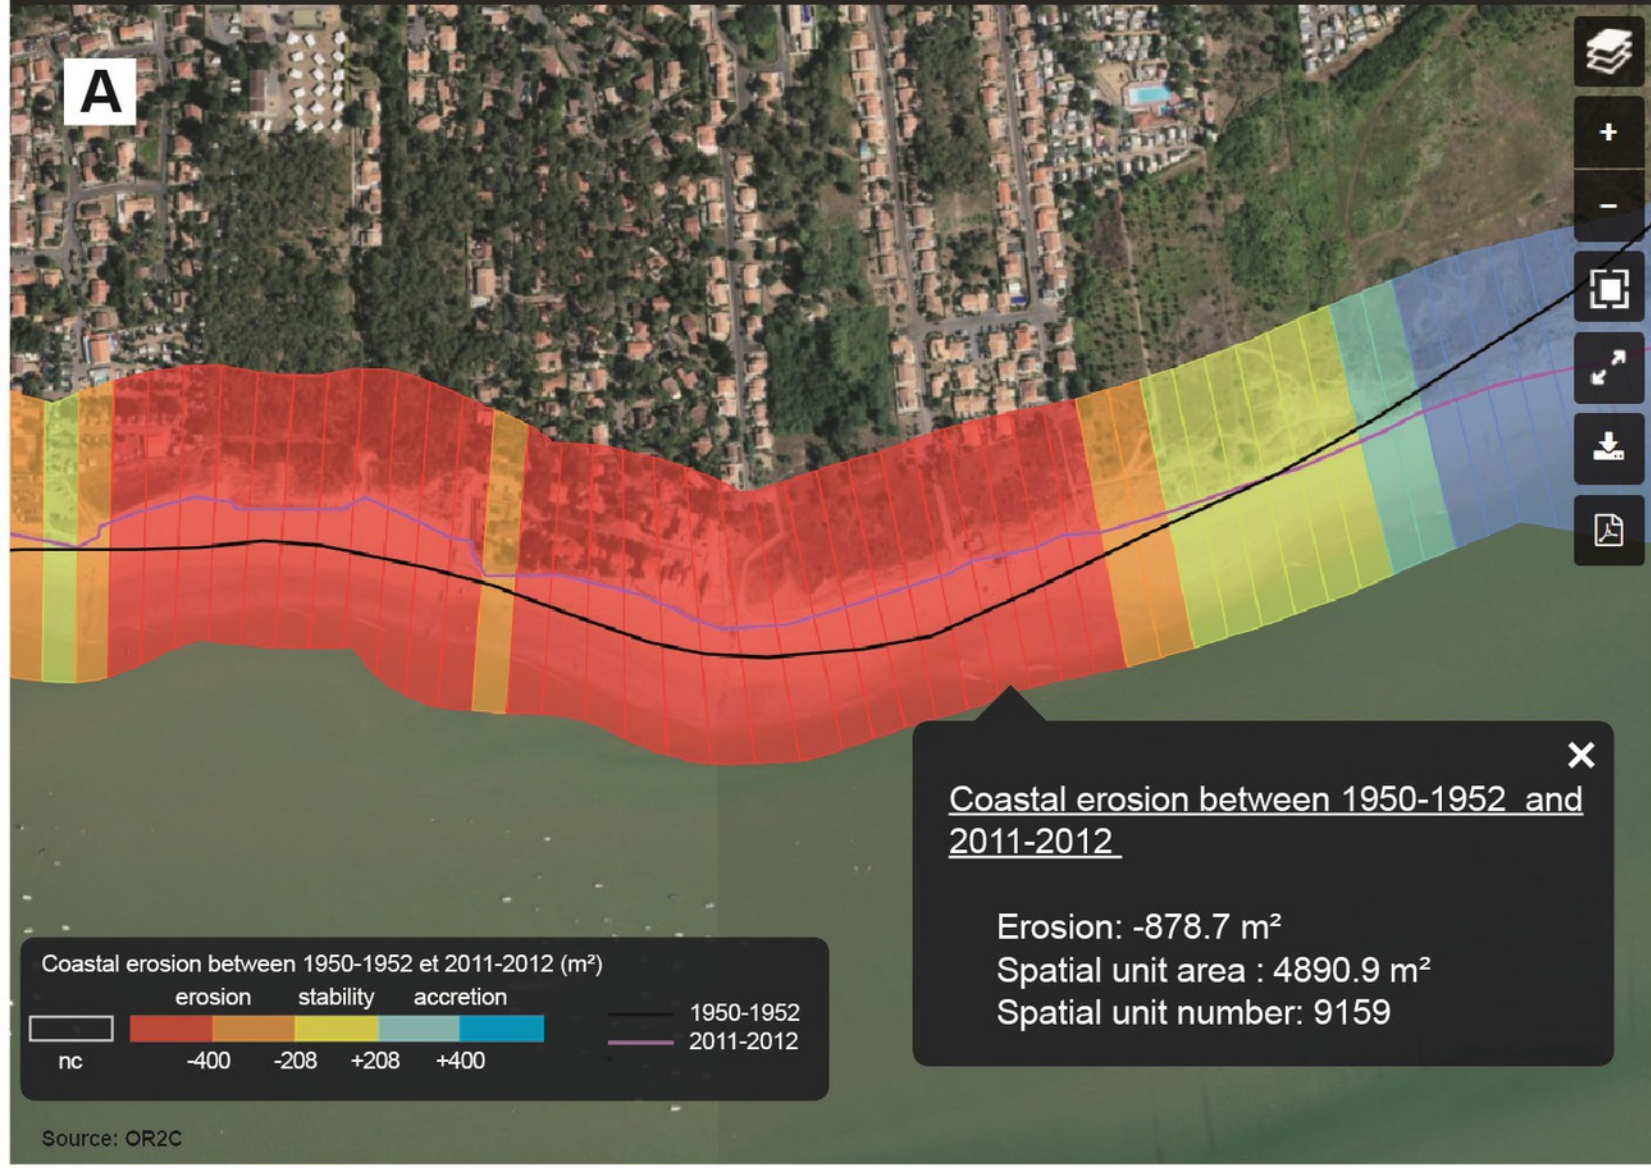 A
+
−
Coastal erosion between 1950-1952 and
2011-2012
Erosion: -878.7 m²
Spatial unit area : 4890.9 m²
Spatial unit number: 9159
Coastal erosion between 1950-1952 et 2011-2012 (m²)
erosion stability accretion
nc -400 -208 +208 +400
1950-1952
2011-2012
Source: OR2C